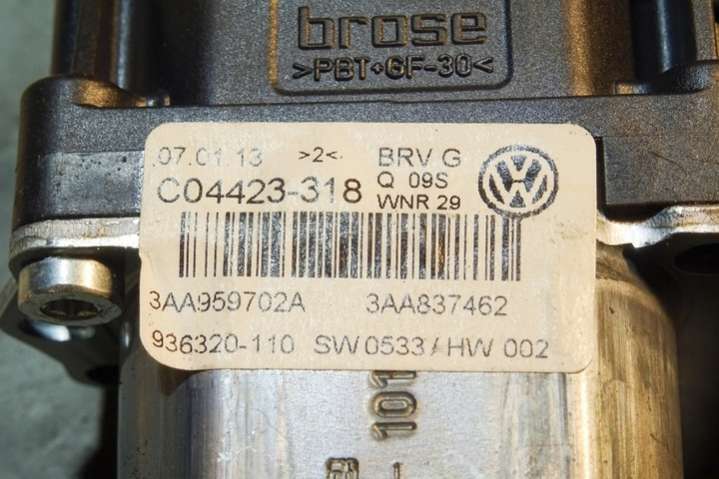 brose
>PBT+GF-30<
07.01.13 >2< BRV G
Q 09S
C04423-318 WNR 29
3AA959702A 3AA837462
936320-110 SW 0533 / HW 002